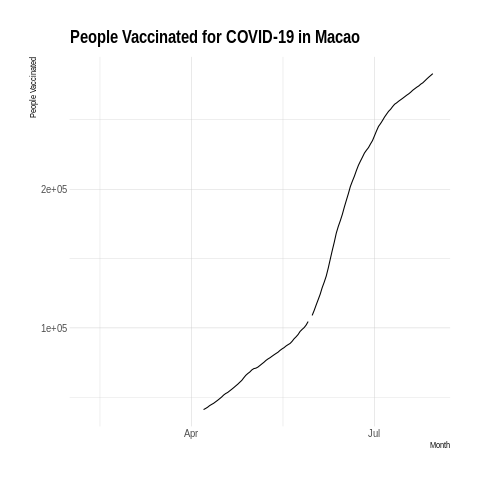 People Vaccinated for COVID-19 in Macao
People Vaccinated
2e+05
1e+05
Apr
Jul
Month